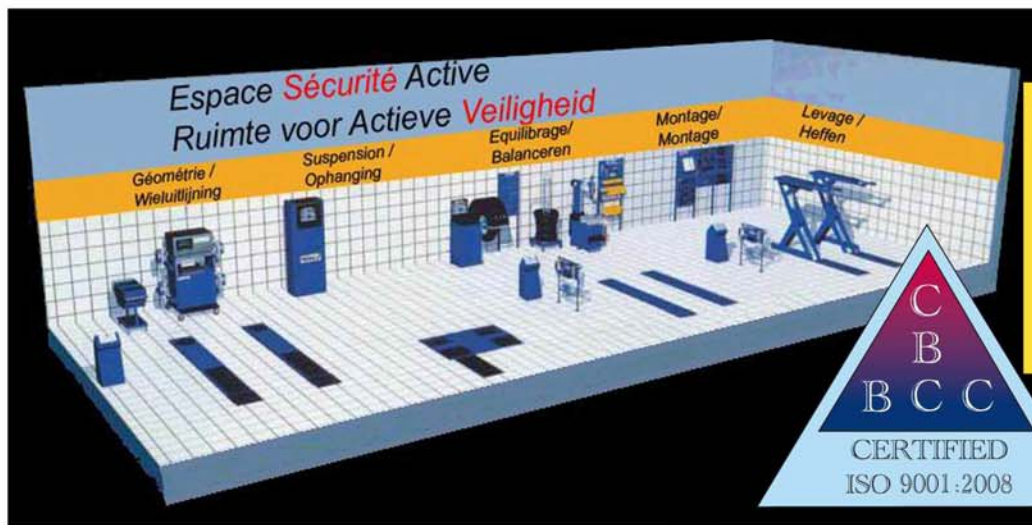 Espace Sécurité Active
Ruimte voor Actieve Veiligheid
Géométrie /
Wieluitlijning
Suspension /
Ophanging
Equilibrage/
Balanceren
Montage/
Montage
Levage /
Heffen
C
B
B C C
CERTIFIED
ISO 9001:2008